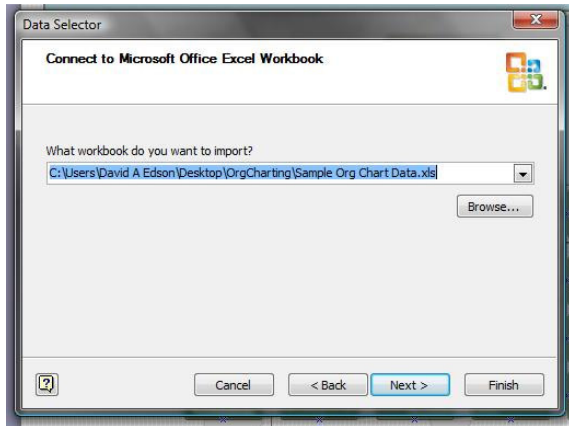 Data Selector
Connect to Microsoft Office Excel Workbook
What workbook do you want to import?
C:\Users\David A Edson\Desktop\OrgCharting\Sample Org Chart Data.xls
Browse...
Cancel
< Back
Next >
Finish